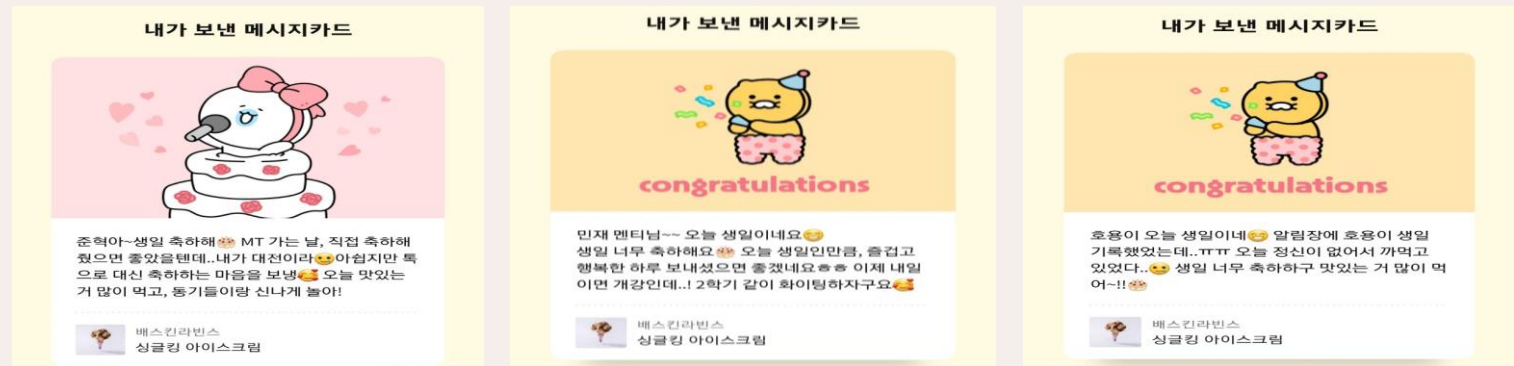 내가 보낸 메시지카드
준혁아~생일 축하해🎂 MT 가는 날, 직접 축하해
줬으면 좋았을텐데..내가 대전이라😃아쉽지만 톡
으로 대신 축하하는 마음을 보냉🥰 오늘 맛있는
거 많이 먹고, 동기들이랑 신나게 놀아!
배스킨라빈스
싱글킹 아이스크림
내가 보낸 메시지카드
congratulations
민재 멘티님~~ 오늘 생일이네요😊
생일 너무 축하해요🎂 오늘 생일인만큼, 즐겁고
행복한 하루 보내셨으면 좋겠네요ㅎㅎ 이제 내일
이면 개강인데..! 2학기 같이 화이팅하자구요🥰
배스킨라빈스
싱글킹 아이스크림
내가 보낸 메시지카드
congratulations
호용이 오늘 생일이네😊 알림장에 호용이 생일
기록했었는데..ㅠㅠ 오늘 정신이 없어서 까먹고
있었다..😃 생일 너무 축하하구 맛있는 거 많이 먹
어~!!🎂
배스킨라빈스
싱글킹 아이스크림